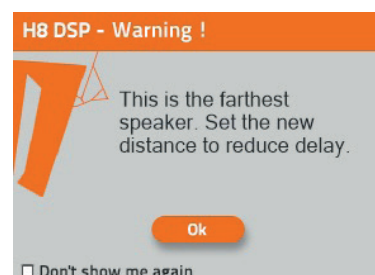 H8 DSP - Warning !
This is the farthest
speaker. Set the new
distance to reduce delay.
Ok
Don't show me again